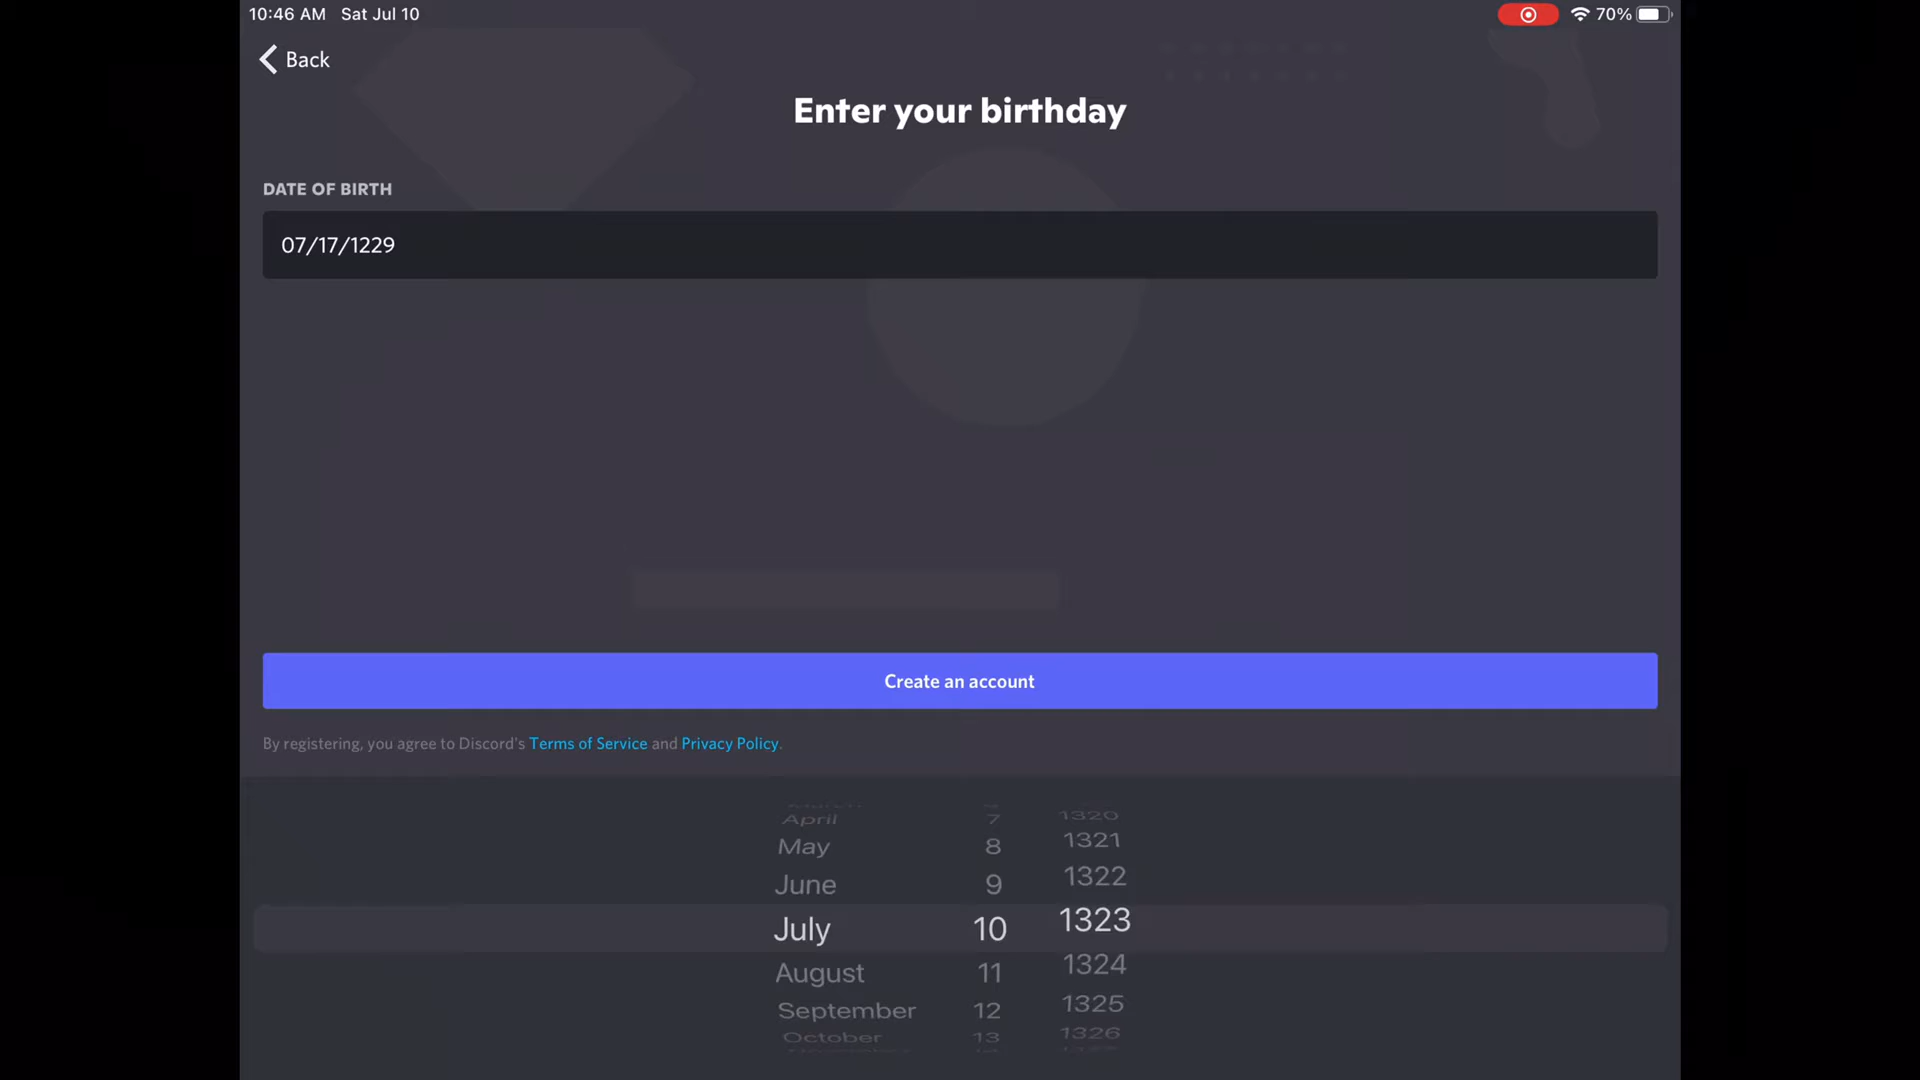 10:46 AM Sat Jul 10 70%
Back
Enter your birthday
DATE OF BIRTH
07/17/1229
Create an account
By registering, you agree to Discord's Terms of Service and Privacy Policy.
April 7 1320
May 8 1321
June 9 1322
July 10 1323
August 11 1324
September 12 1325
October 13 1326